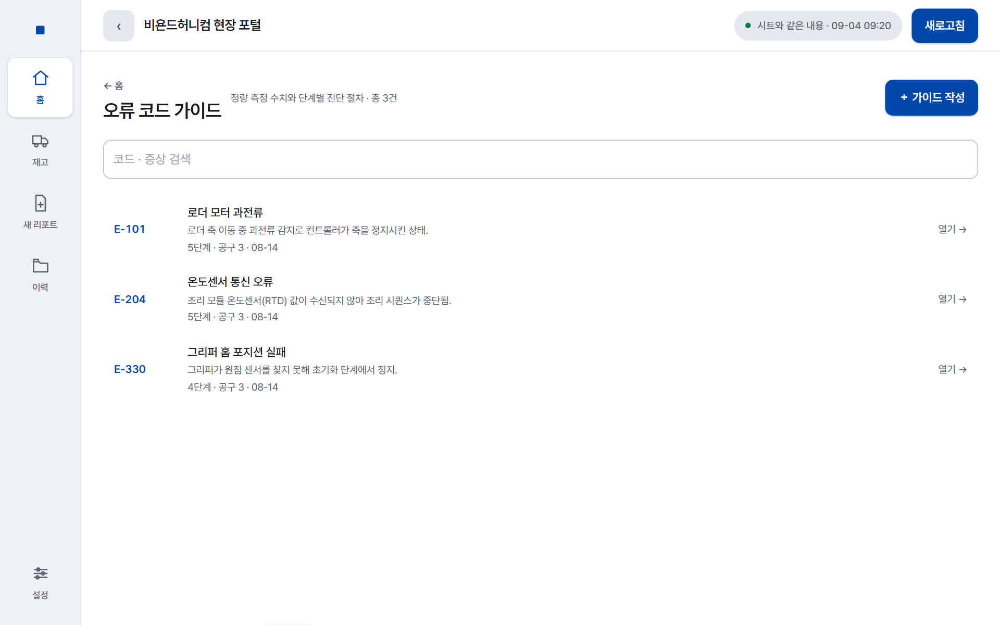 홈
재고
새 리포트
이력
설정
‹
비욘드허니컴 현장 포털
시트와 같은 내용 · 09-04 09:20
새로고침
← 홈
오류 코드 가이드
정량 측정 수치와 단계별 진단 절차 · 총 3건
+ 가이드 작성
코드 · 증상 검색
E-101
로더 모터 과전류
로더 축 이동 중 과전류 감지로 컨트롤러가 축을 정지시킨 상태.
5단계 · 공구 3 · 08-14
열기 →
E-204
온도센서 통신 오류
조리 모듈 온도센서(RTD) 값이 수신되지 않아 조리 시퀀스가 중단됨.
5단계 · 공구 3 · 08-14
열기 →
E-330
그리퍼 홈 포지션 실패
그리퍼가 원점 센서를 찾지 못해 초기화 단계에서 정지.
4단계 · 공구 3 · 08-14
열기 →